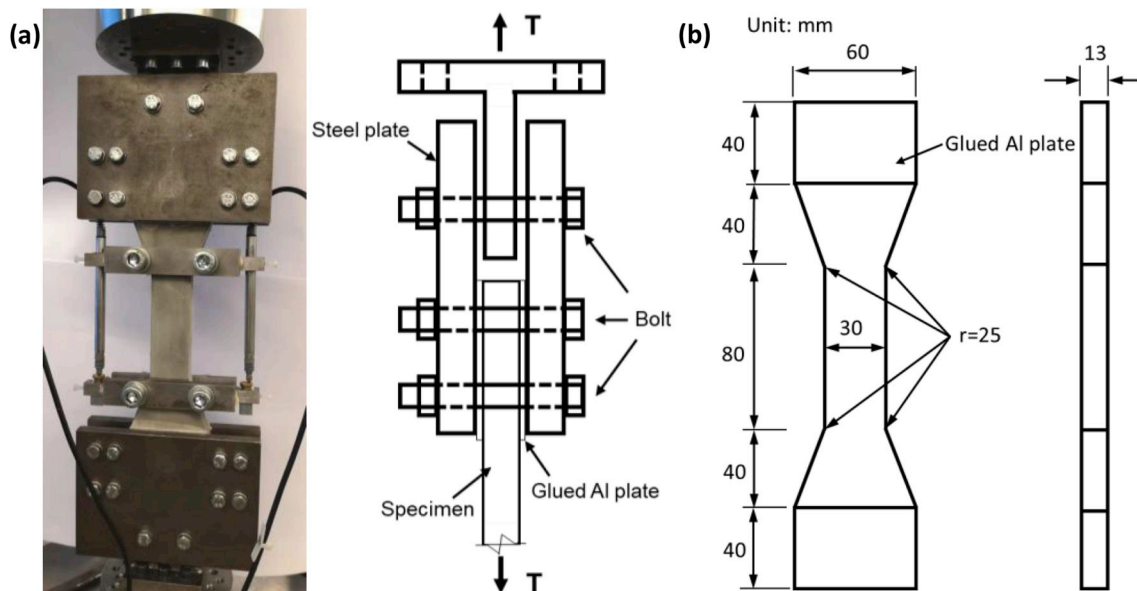 (a)
T
Steel plate
Bolt
Specimen
Glued Al plate
T
(b)
Unit: mm
60
13
40
Glued Al plate
40
80
30
r=25
40
40